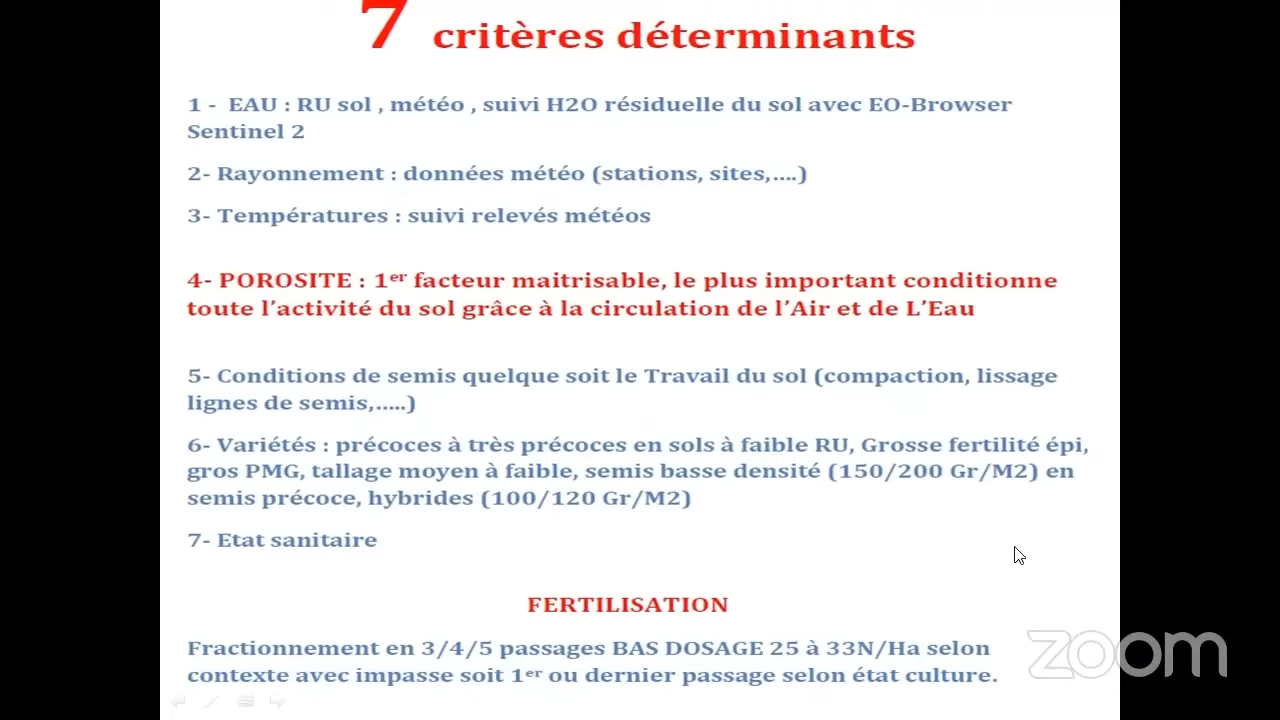 7 critères déterminants
1 - EAU : RU sol , météo , suivi H2O résiduelle du sol avec EO-Browser
Sentinel 2
2- Rayonnement : données météo (stations, sites,....)
3- Températures : suivi relevés météos
4- POROSITE : 1er facteur maitrisable, le plus important conditionne
toute l'activité du sol grâce à la circulation de l'Air et de L'Eau
5- Conditions de semis quelque soit le Travail du sol (compaction, lissage
lignes de semis,.....)
6- Variétés : précoces à très précoces en sols à faible RU, Grosse fertilité épi,
gros PMG, tallage moyen à faible, semis basse densité (150/200 Gr/M2) en
semis précoce, hybrides (100/120 Gr/M2)
7- Etat sanitaire
FERTILISATION
Fractionnement en 3/4/5 passages BAS DOSAGE 25 à 33N/Ha selon
contexte avec impasse soit 1er ou dernier passage selon état culture.
zoom